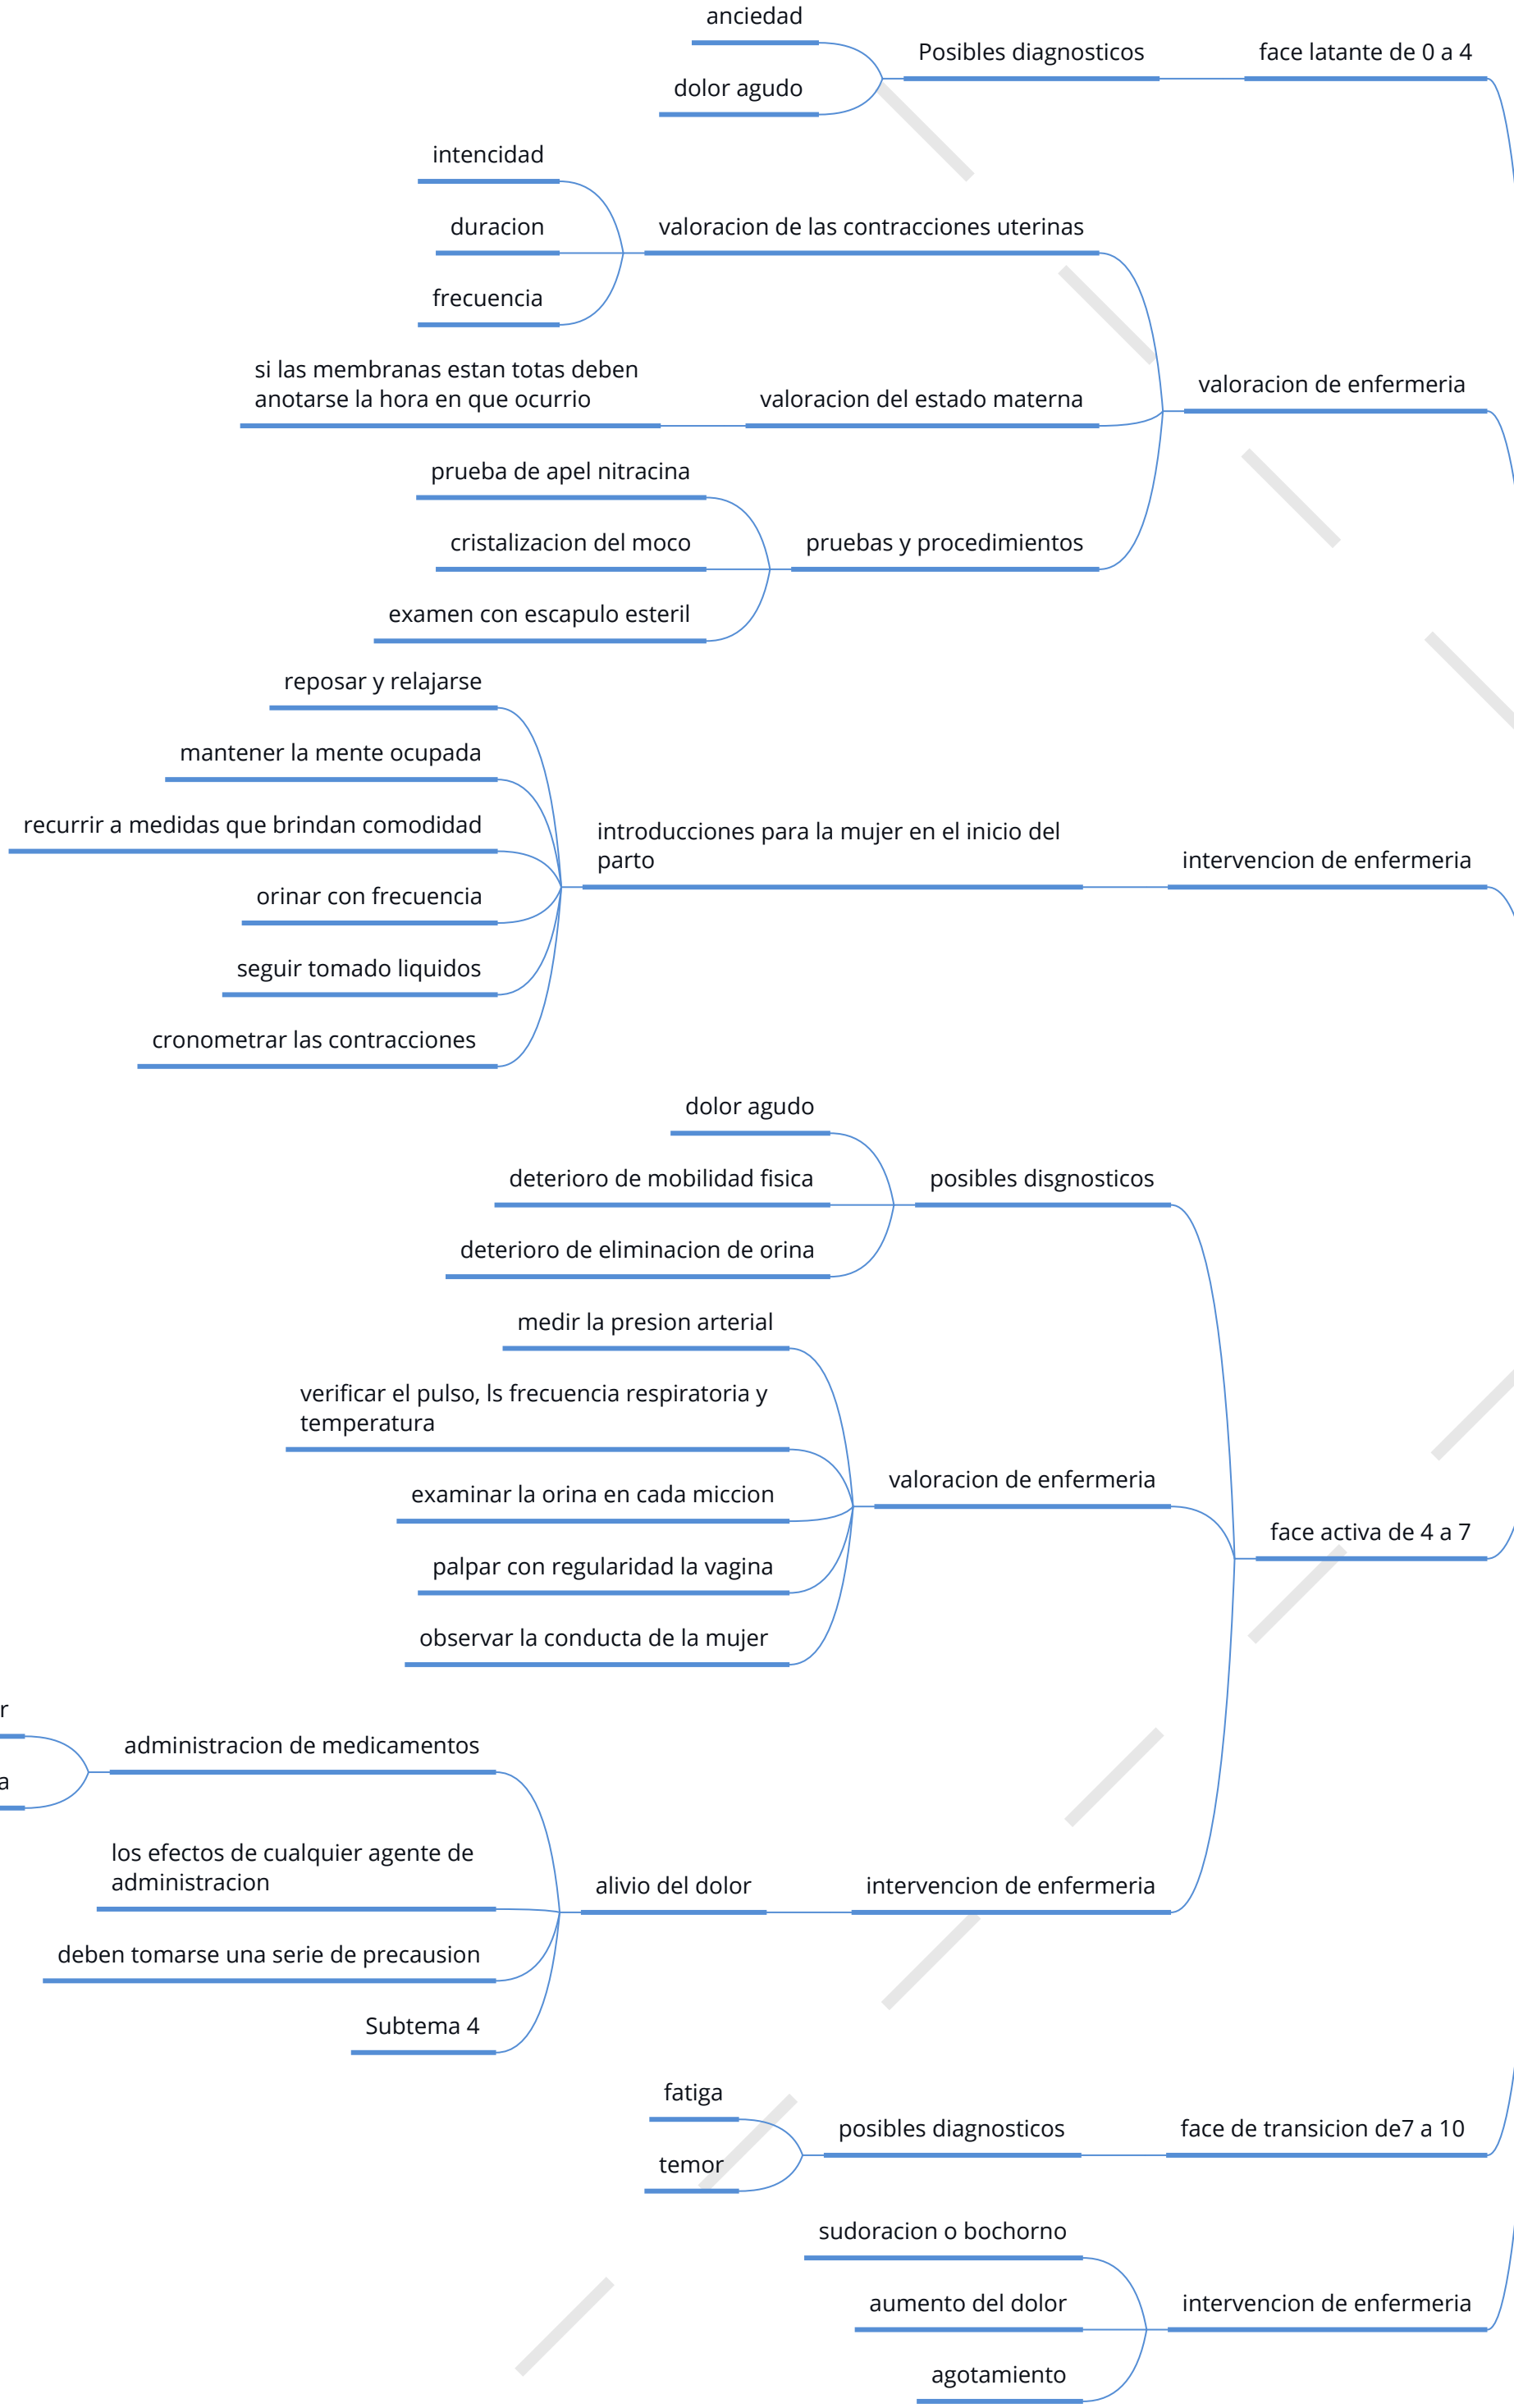 anciedad
dolor agudo
Posibles diagnosticos
face latante de 0 a 4
intencidad
duracion
frecuencia
valoracion de las contracciones uterinas
si las membranas estan totas deben
anotarse la hora en que ocurrio
valoracion del estado materna
prueba de apel nitracina
cristalizacion del moco
examen con escapulo esteril
pruebas y procedimientos
valoracion de enfermeria
reposar y relajarse
mantener la mente ocupada
recurrir a medidas que brindan comodidad
orinar con frecuencia
seguir tomado liquidos
cronometrar las contracciones
introducciones para la mujer en el inicio del
parto
intervencion de enfermeria
dolor agudo
deterioro de mobilidad fisica
deterioro de eliminacion de orina
posibles disgnosticos
medir la presion arterial
verificar el pulso, ls frecuencia respiratoria y
temperatura
examinar la orina en cada miccion
palpar con regularidad la vagina
observar la conducta de la mujer
valoracion de enfermeria
face activa de 4 a 7
r
a
administracion de medicamentos
los efectos de cualquier agente de
administracion
deben tomarse una serie de precausion
Subtema 4
alivio del dolor
intervencion de enfermeria
fatiga
temor
posibles diagnosticos
face de transicion de7 a 10
sudoracion o bochorno
aumento del dolor
agotamiento
intervencion de enfermeria